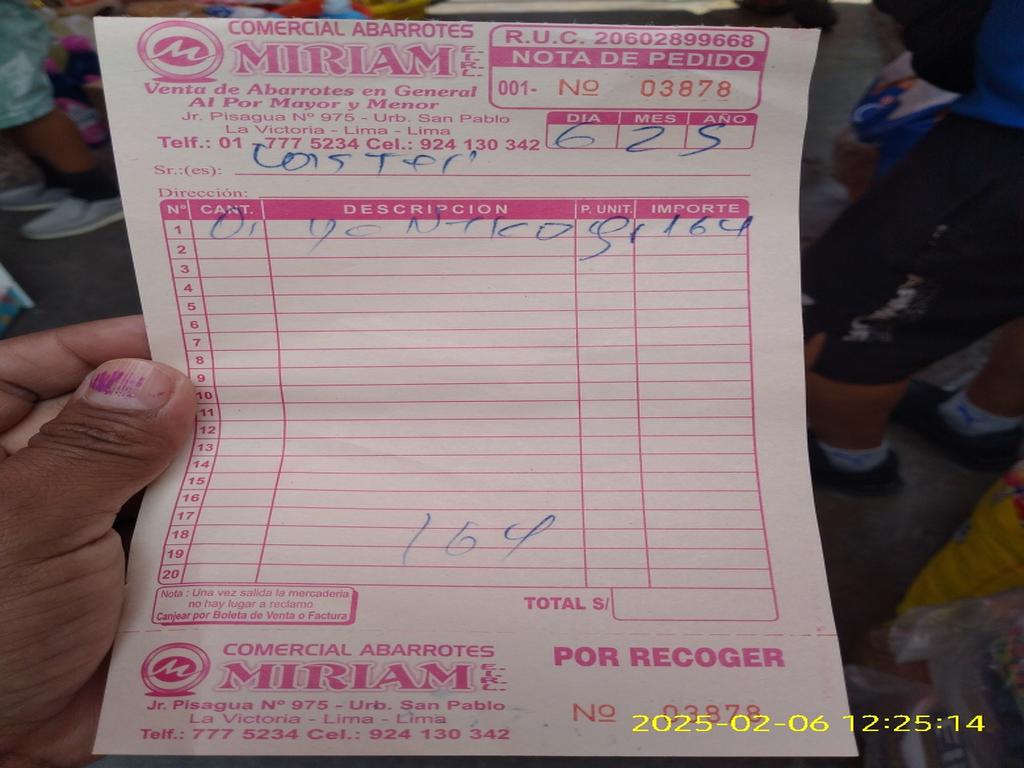 COMERCIAL ABARROTES
MIRIAM E.I.R.L.
Venta de Abarrotes en General
Al Por Mayor y Menor
Jr. Pisagua Nº 975 - Urb. San Pablo
La Victoria - Lima - Lima
Telf.: 01 - 777 5234 Cel.: 924 130 342
R.U.C. 20602899668
NOTA DE PEDIDO
001- Nº 03878
DIA MES AÑO
6 2 5
Sr.:(es):
Dirección:
Nº CANT. DESCRIPCION P. UNIT. IMPORTE
1 164
2
3
4
5
6
7
8
9
10
11
12
13
14
15
16
17
18 164
19
20
Nota : Una vez salida la mercadería
no hay lugar a reclamo
Canjear por Boleta de Venta o Factura
TOTAL S/
COMERCIAL ABARROTES
MIRIAM E.I.R.L.
Jr. Pisagua Nº 975 - Urb. San Pablo
La Victoria - Lima - Lima
Telf.: 777 5234 Cel.: 924 130 342
POR RECOGER
Nº 03878
2025-02-06 12:25:14